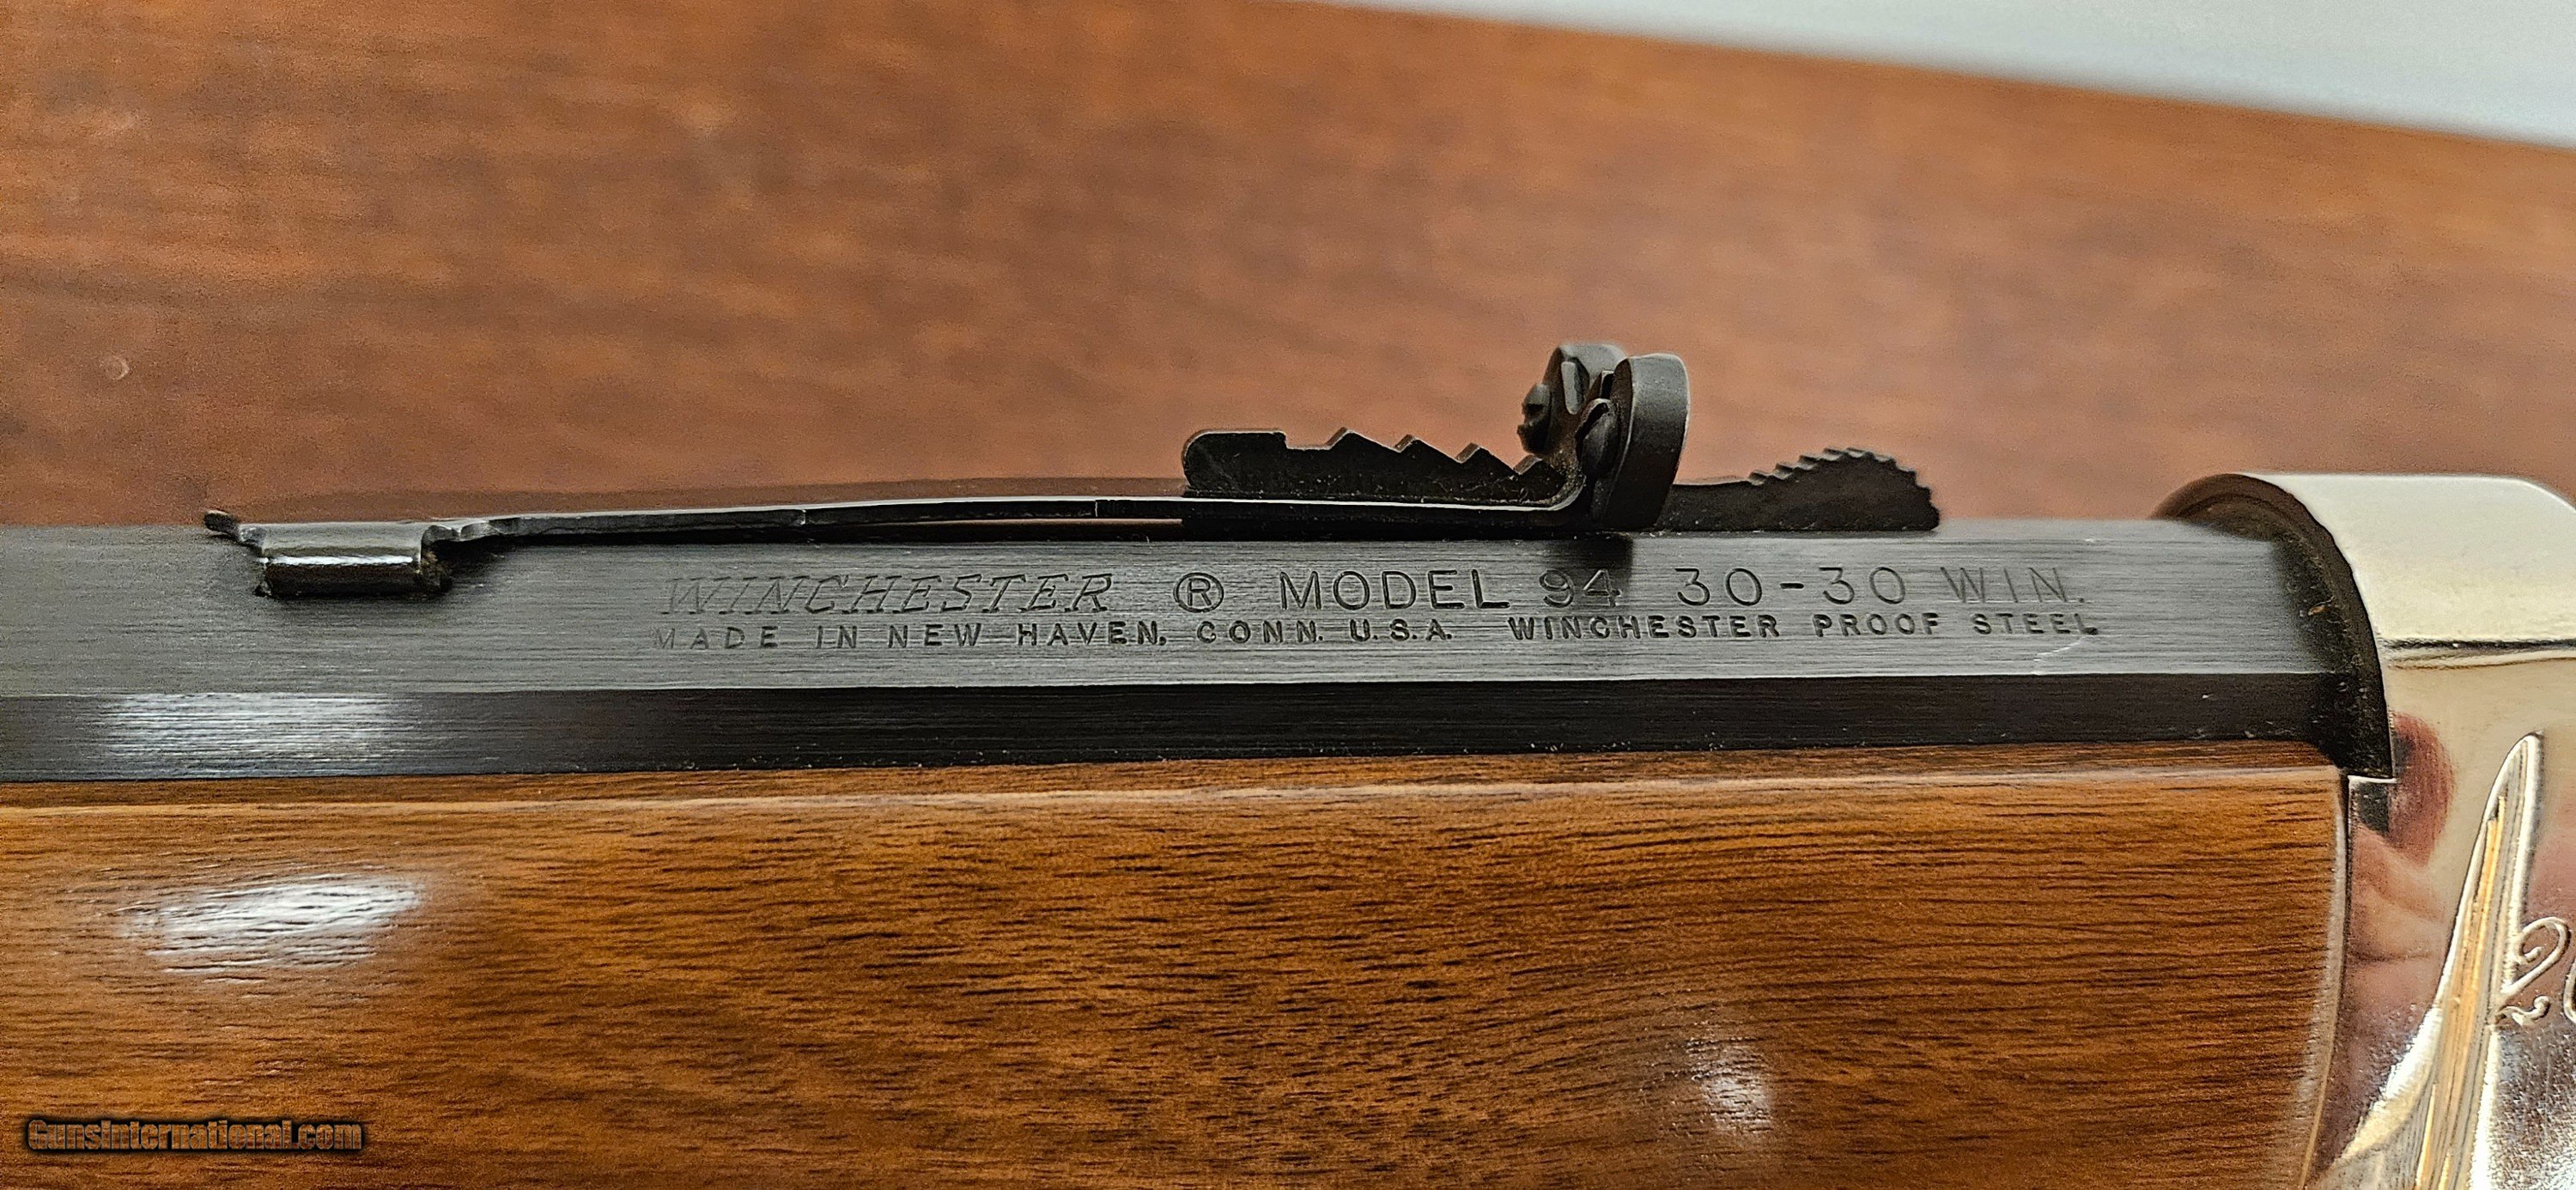 WINCHESTER ® MODEL 94 30-30 WIN.
MADE IN NEW HAVEN, CONN. U.S.A. WINCHESTER PROOF STEEL
GunsInternational.com